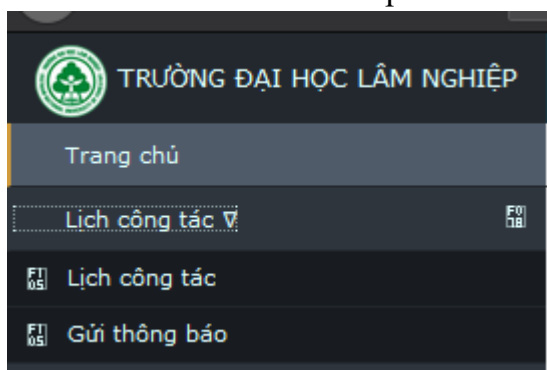 TRƯỜNG ĐẠI HỌC LÂM NGHIỆP
Trang chủ
Lịch công tác ∇
Lịch công tác
Gửi thông báo